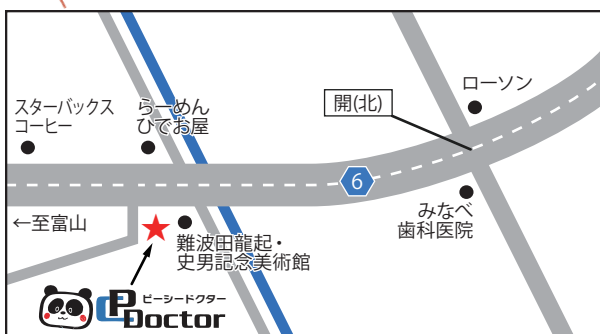 ローソン
スターバックス
コーヒー
らーめん
ひでお屋
開(北)
6
←至富山
みなべ
歯科医院
難波田龍起・
史男記念美術館
ピーシードクター
PDoctor